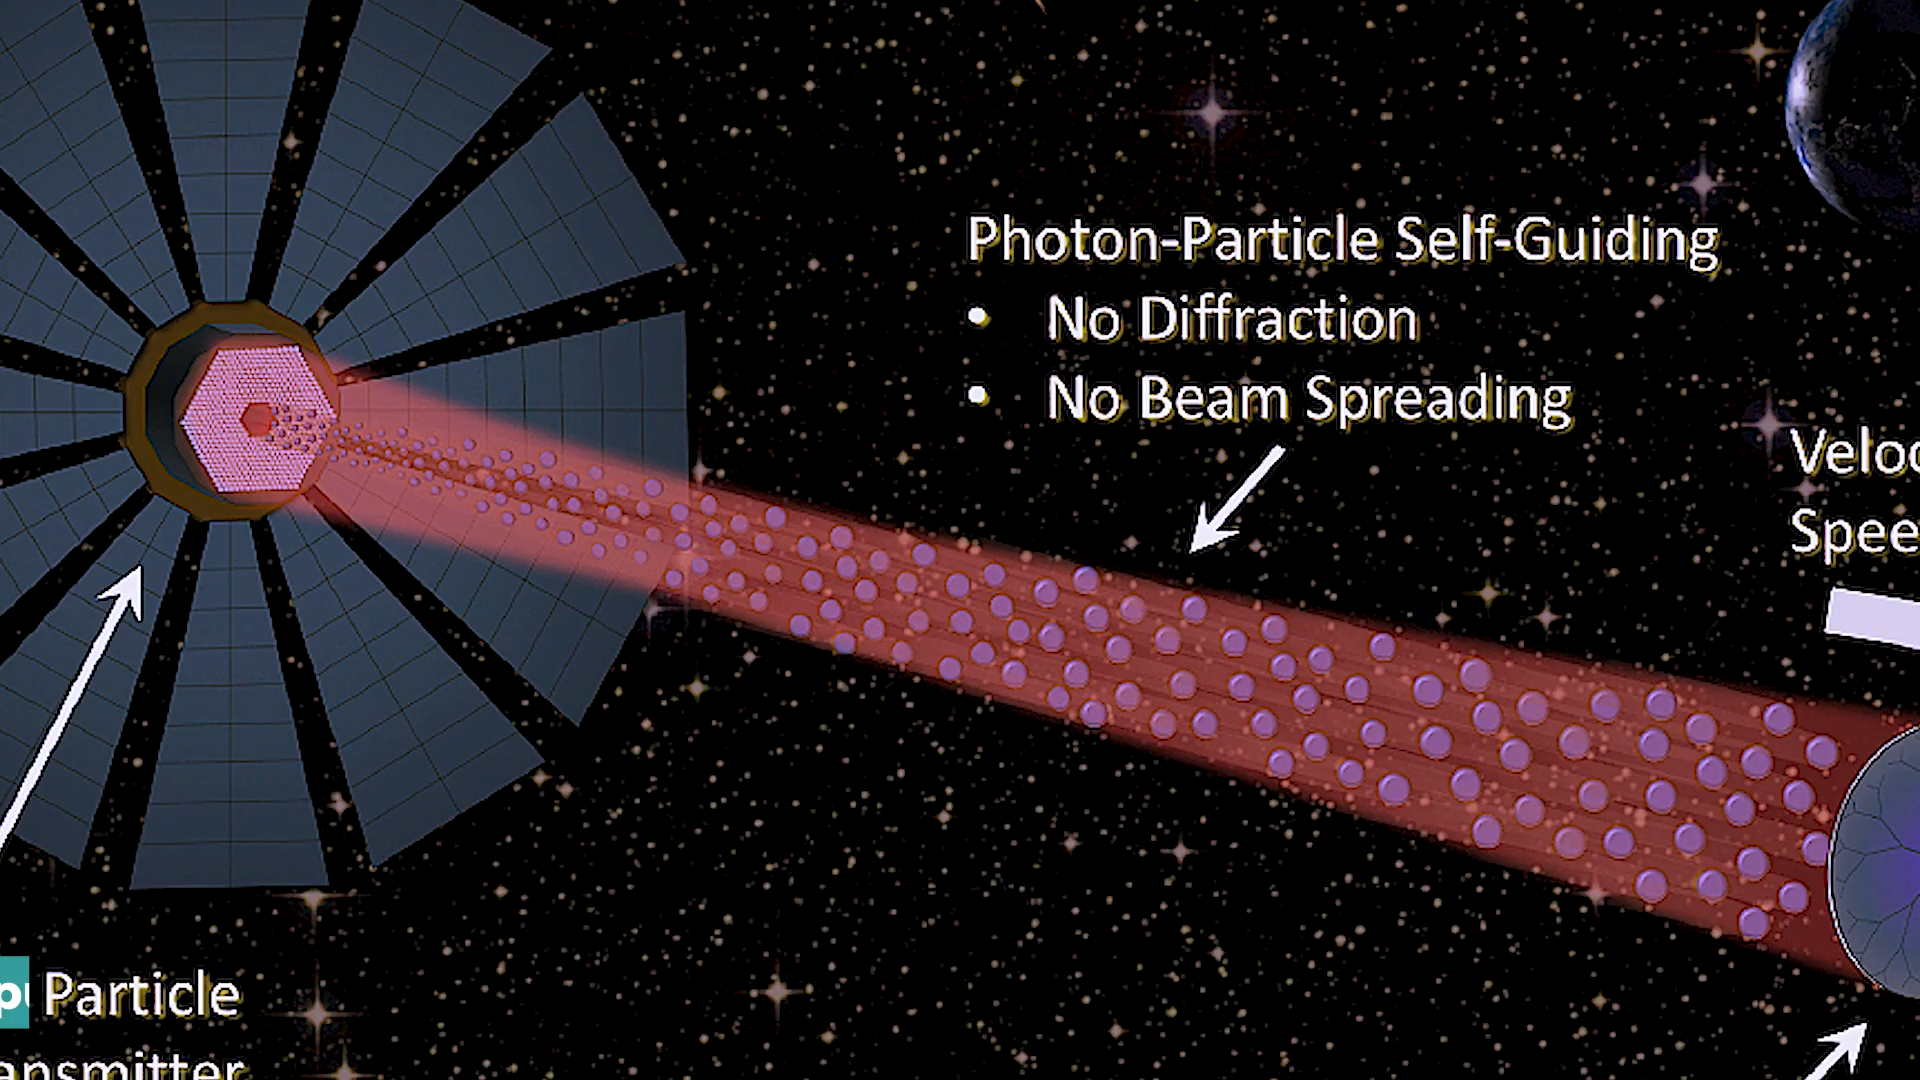 Photon-Particle Self-Guiding
• No Diffraction
• No Beam Spreading
Particle